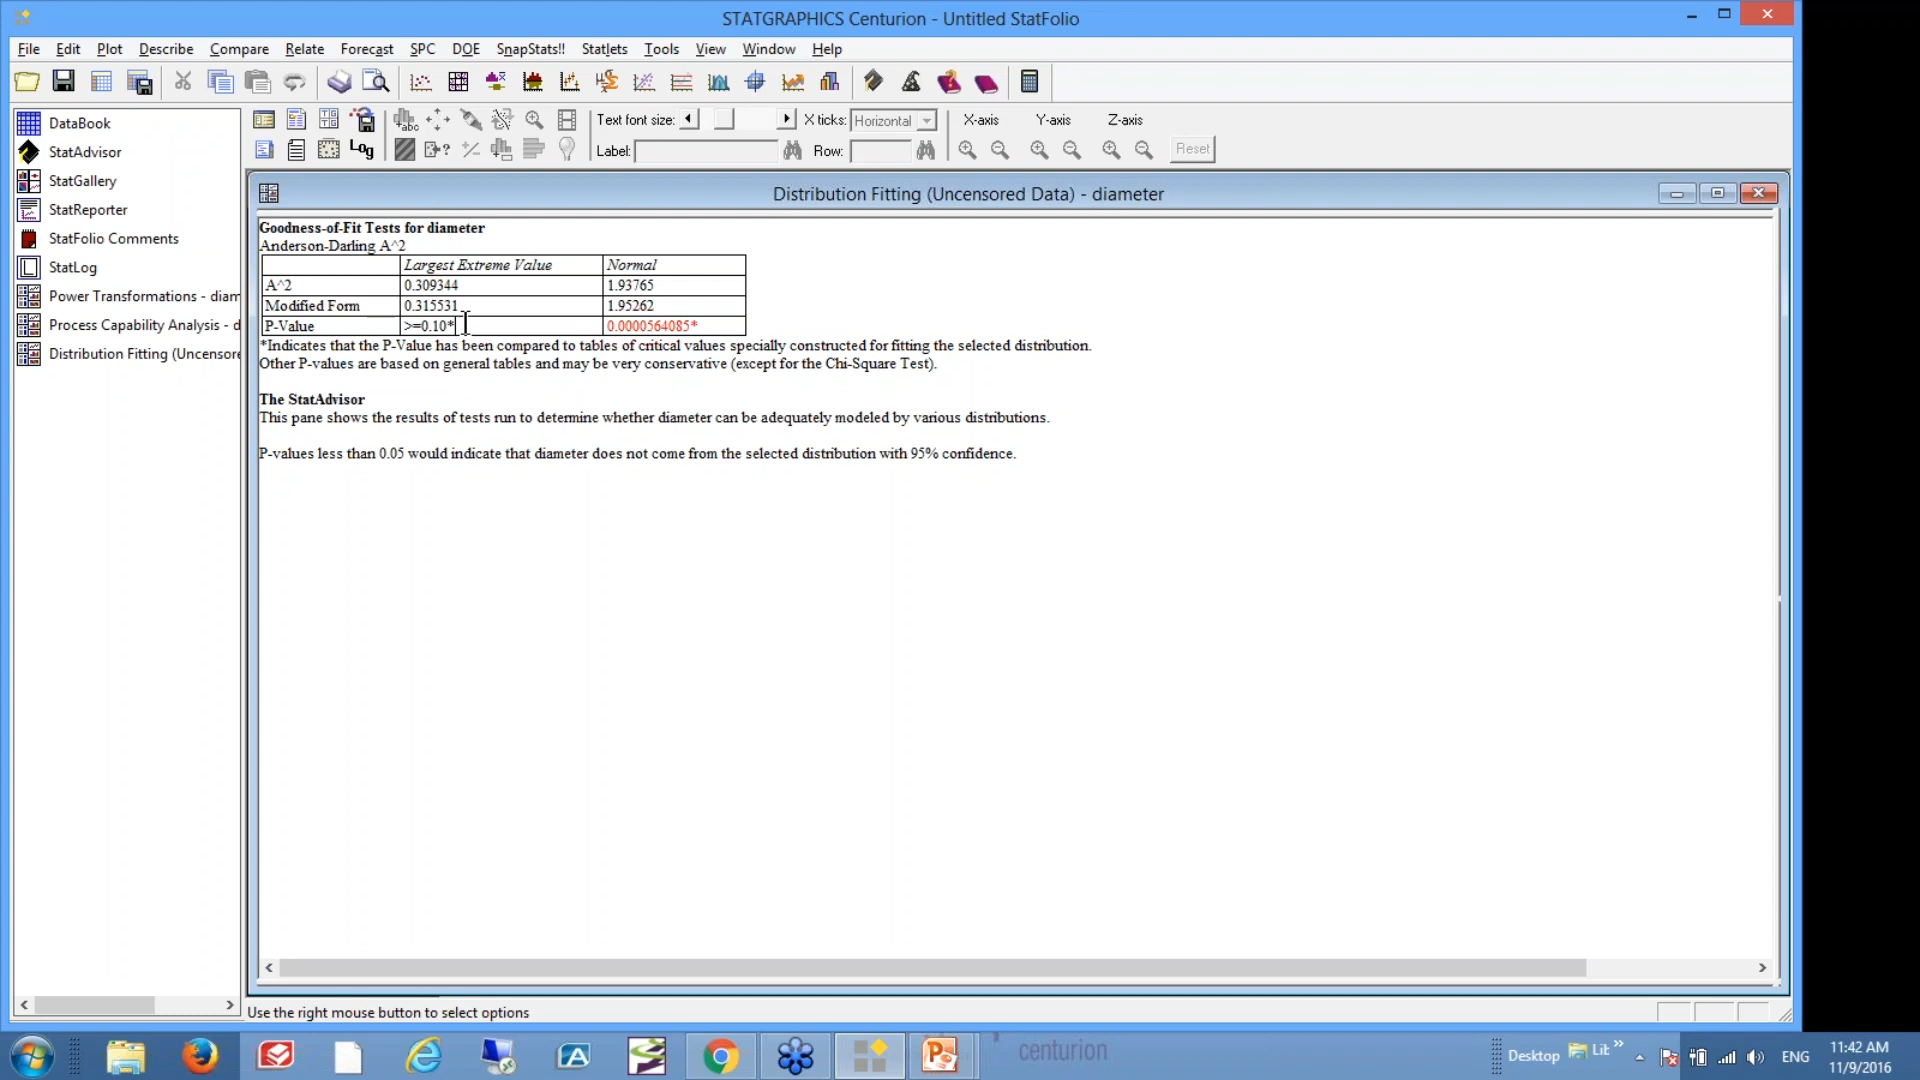 STATGRAPHICS Centurion - Untitled StatFolio
File Edit Plot Describe Compare Relate Forecast SPC DOE SnapStats!! Statlets Tools View Window Help
Text font size: X ticks: Horizontal X-axis Y-axis Z-axis
Log Label: Row: Reset
DataBook
StatAdvisor
StatGallery
StatReporter
StatFolio Comments
StatLog
Power Transformations - diam
Process Capability Analysis - d
Distribution Fitting (Uncensore
Distribution Fitting (Uncensored Data) - diameter
Goodness-of-Fit Tests for diameter
Anderson-Darling A^2
Largest Extreme Value Normal
A^2 0.309344 1.93765
Modified Form 0.315531 1.95262
P-Value >=0.10* 0.0000564085*
*Indicates that the P-Value has been compared to tables of critical values specially constructed for fitting the selected distribution.
Other P-values are based on general tables and may be very conservative (except for the Chi-Square Test).
The StatAdvisor
This pane shows the results of tests run to determine whether diameter can be adequately modeled by various distributions.
P-values less than 0.05 would indicate that diameter does not come from the selected distribution with 95% confidence.
Use the right mouse button to select options
centurion
Desktop Lib » ENG 11:42 AM
11/9/2016